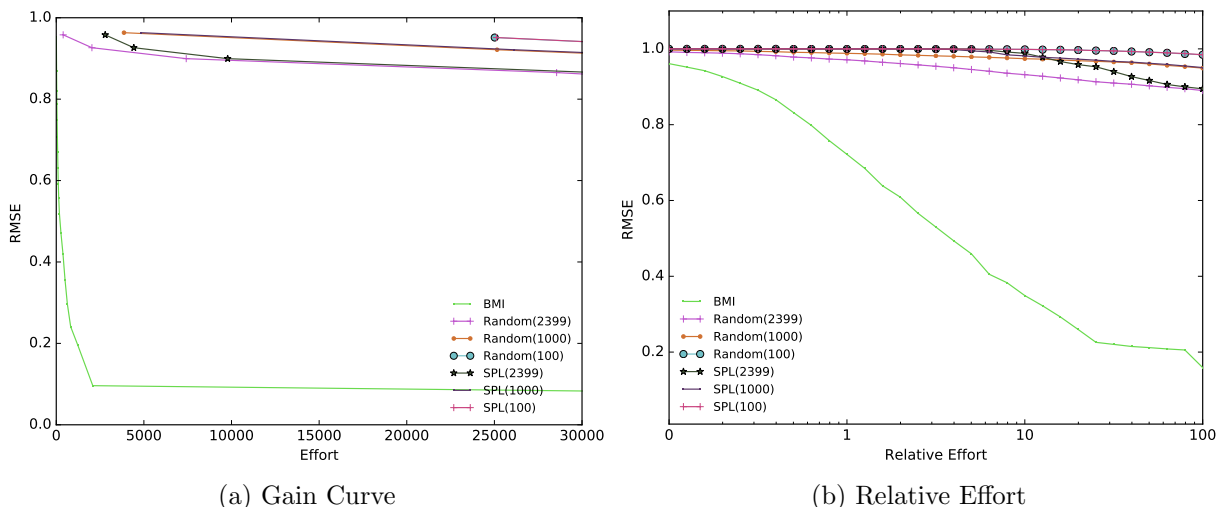 1.0
0.8
0.6
0.4
0.2
0.0
RMSE
0
5000
10000
15000
20000
25000
30000
Effort
BMI
Random(2399)
Random(1000)
Random(100)
SPL(2399)
SPL(1000)
SPL(100)
(a) Gain Curve
1.0
0.8
0.6
0.4
0.2
RMSE
0
1
10
100
Relative Effort
BMI
Random(2399)
Random(1000)
Random(100)
SPL(2399)
SPL(1000)
SPL(100)
(b) Relative Effort